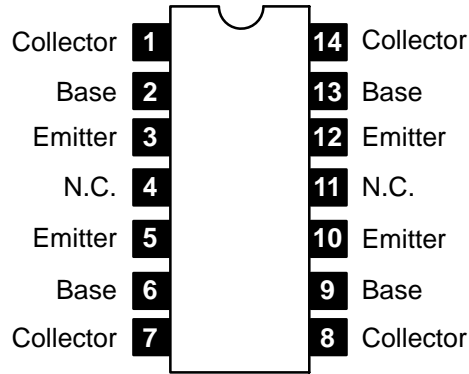 Collector 1 14 Collector
Base 2 13 Base
Emitter 3 12 Emitter
N.C. 4 11 N.C.
Emitter 5 10 Emitter
Base 6 9 Base
Collector 7 8 Collector